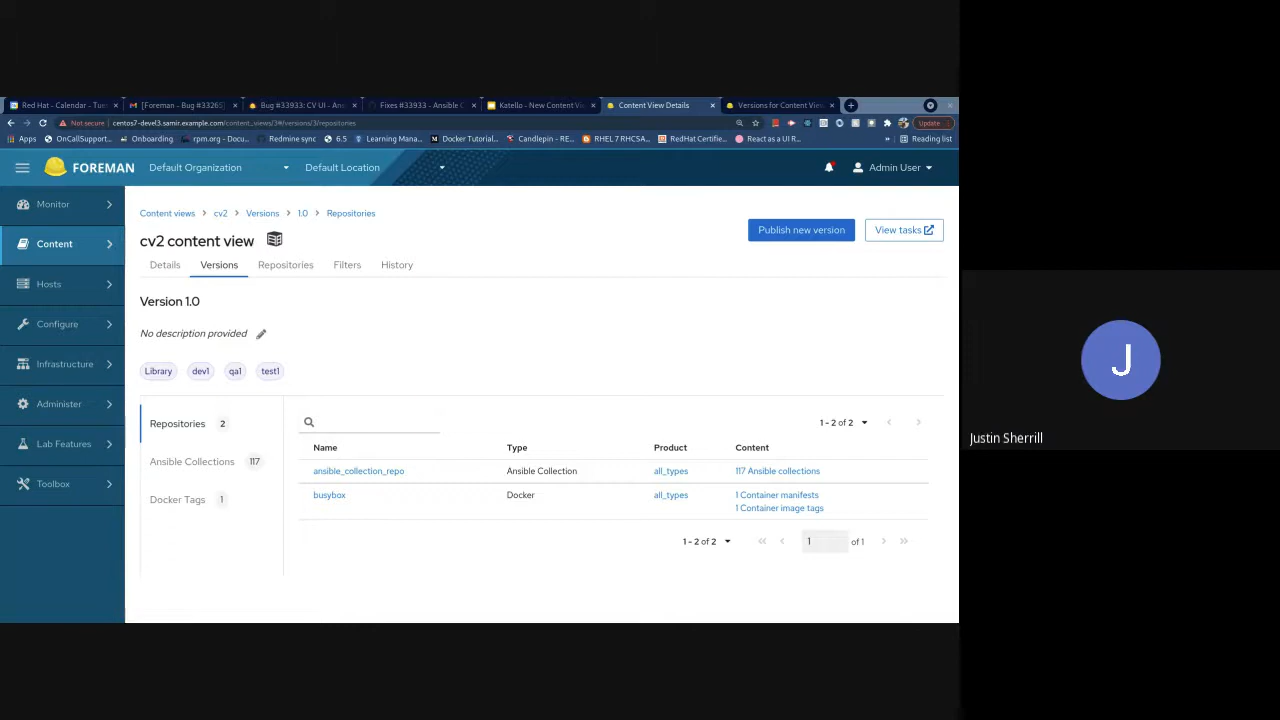 Red Hat - Calendar - Tue
[Foreman - Bug #33265]
Bug #33933: CV UI - An
Fixes #33933 - Ansible C
Katello - New Content Vi
Content View Details
Versions for Content View
Not secure centos7-devel3.samir.example.com/content_views/3#/versions/3/repositories
Update
Apps OnCallSupport... Onboarding rpm.org - Docu... Redmine sync 6.5 Learning Mana... Docker Tutorial... Candlepin - RE... RHEL 7 RHCSA... RedHat Certifie... React as a UI R... » Reading list
FOREMAN Default Organization Default Location Admin User
Monitor
Content
Hosts
Configure
Infrastructure
Administer
Lab Features
Toolbox
Content views > cv2 > Versions > 1.0 > Repositories
cv2 content view
Publish new version View tasks
Details Versions Repositories Filters History
Version 1.0
No description provided
Library dev1 qa1 test1
Repositories 2
Ansible Collections 117
Docker Tags 1
1 - 2 of 2
Name Type Product Content
ansible_collection_repo Ansible Collection all_types 117 Ansible collections
busybox Docker all_types 1 Container manifests
1 Container image tags
1 - 2 of 2 << < 1 of 1 > >>
J
Justin Sherrill